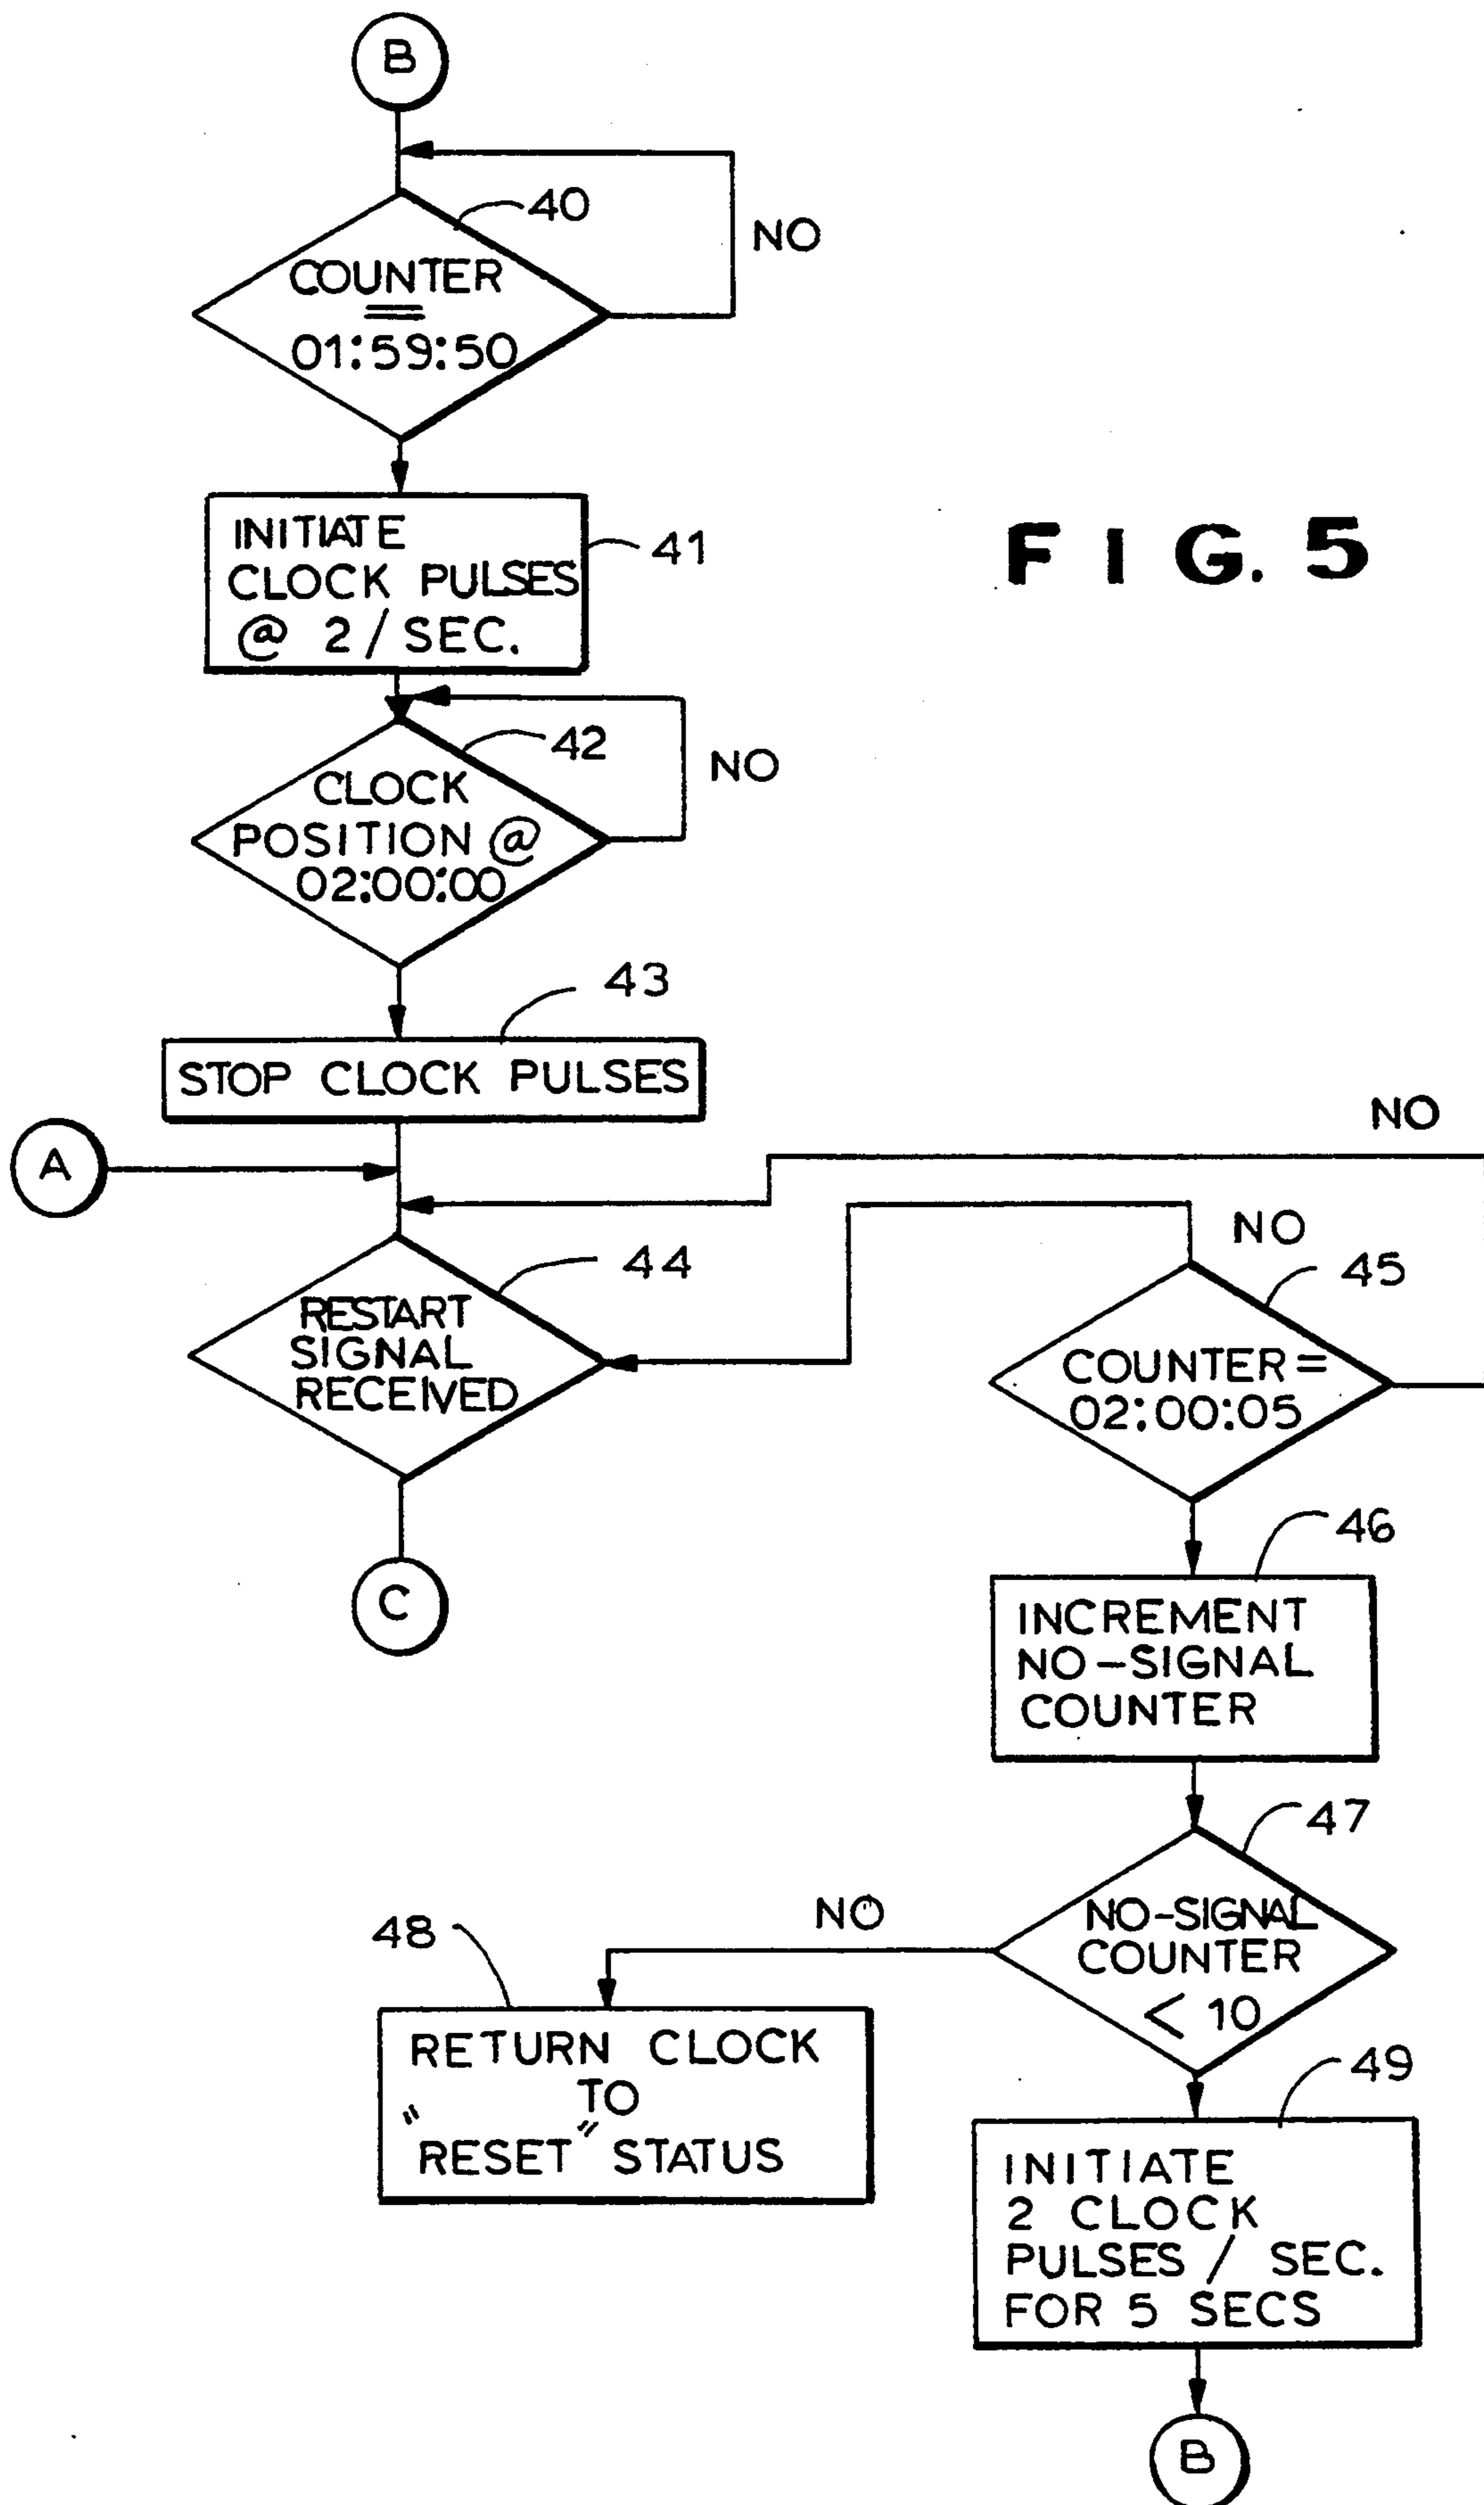 B
40
NO
COUNTER
=
01:59:50
INITIATE
CLOCK PULSES
@ 2/SEC.
41
FIG. 5
42
NO
CLOCK
POSITION @
02:00:00
43
STOP CLOCK PULSES
A
NO
NO
44
45
RESTART
SIGNAL
RECEIVED
COUNTER=
02:00:05
C
46
INCREMENT
NO-SIGNAL
COUNTER
47
NO
NO-SIGNAL
COUNTER
< 10
48
RETURN CLOCK
TO
"RESET" STATUS
49
INITIATE
2 CLOCK
PULSES/ SEC.
FOR 5 SECS
B